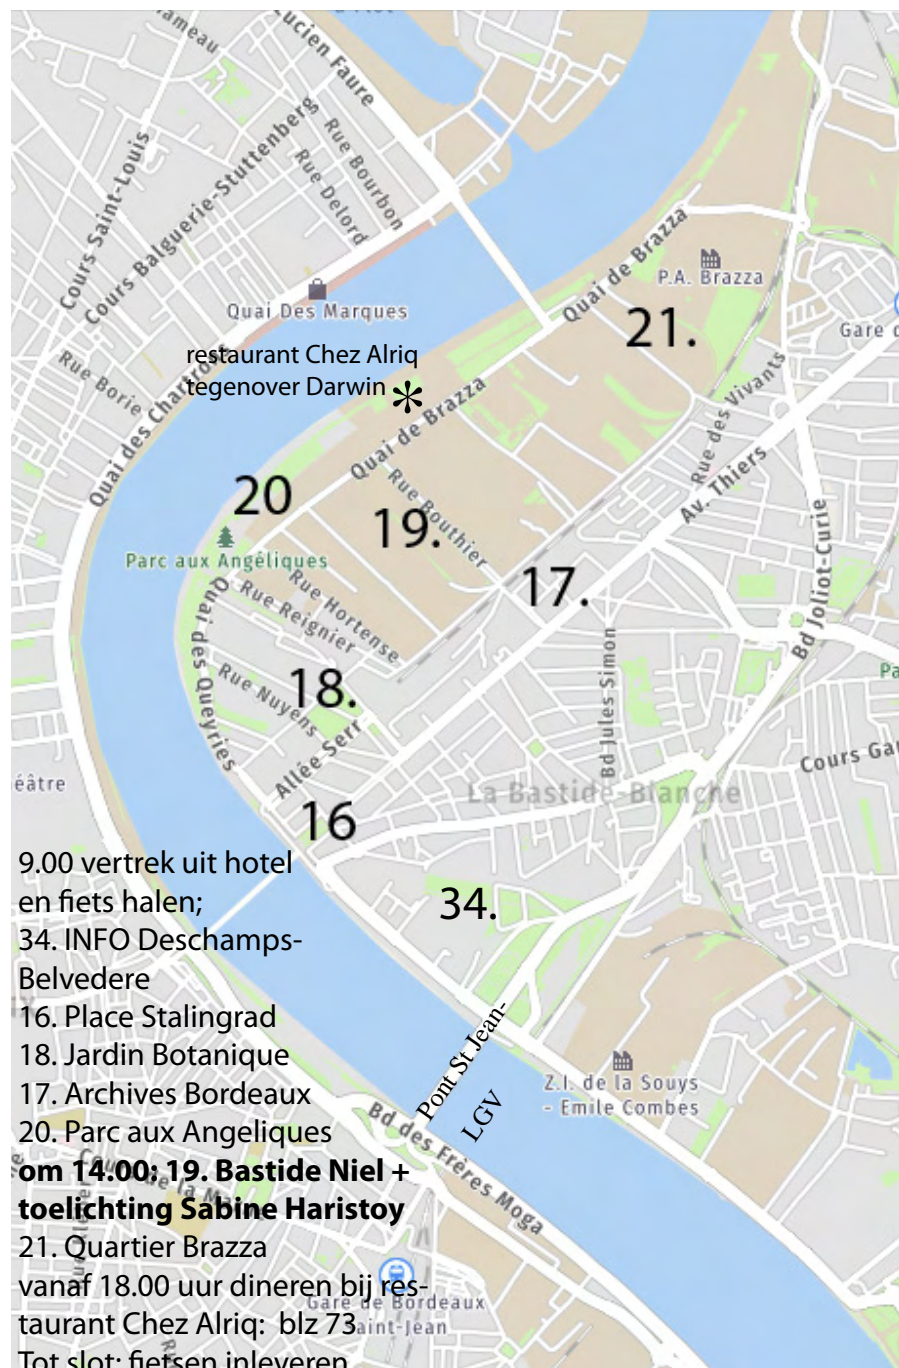 Lucien Faure
Cours Saint-Louis
Cours Balguerie-Stuttenberg
Rue Bourbon
Rue Delord
Quai Des Marques
Quai de Brazza
P.A. Brazza
21.
restaurant Chez Alriq
tegenover Darwin *
Rue Borie
Quai des Chartrons
Quai de Brazza
Rue des Vivants
Av. Thiers
20
19.
Rue Bouthier
Parc aux Angéliques
17.
Bd Joliot-Curie
Rue Hortense
Rue Reignier
Quai des Queyries
18.
Rue Nuyens
Allée Serr
Bd Jules Simon
Cours Ga
éâtre
La Bastide-Blanche
16
34.
9.00 vertrek uit hotel
en fiets halen;
34. INFO Deschamps-
Belvedere
16. Place Stalingrad
18. Jardin Botanique
17. Archives Bordeaux
20. Parc aux Angeliques
om 14.00: 19. Bastide Niel +
toelichting Sabine Haristoy
21. Quartier Brazza
vanaf 18.00 uur dineren bij res-
taurant Chez Alriq: blz 73
Tot slot: fietsen inleveren
Pont St Jean-
LGV
Z.I. de la Souys
- Emile Combes
Bd des Frères Moga
Gare de Bordeaux
Saint-Jean